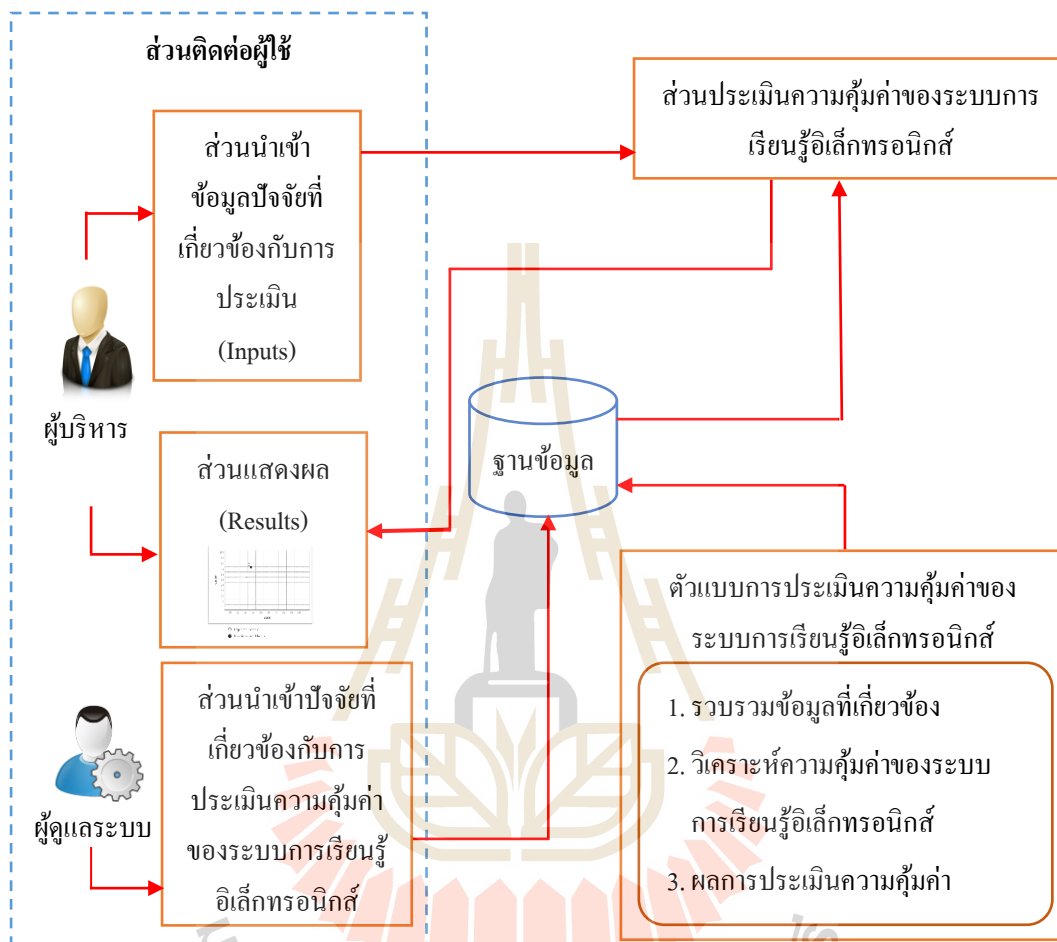 ส่วนติดต่อผู้ใช้
ส่วนนำเข้า
ข้อมูลปัจจัยที่
เกี่ยวข้องกับการ
ประเมิน
(Inputs)
ส่วนประเมินความคุ้มค่าของระบบการ
เรียนรู้อิเล็กทรอนิกส์
ผู้บริหาร
ส่วนแสดงผล
(Results)
ฐานข้อมูล
ตัวแบบการประเมินความคุ้มค่าของ
ระบบการเรียนรู้อิเล็กทรอนิกส์
1. รวบรวมข้อมูลที่เกี่ยวข้อง
2. วิเคราะห์ความคุ้มค่าของระบบ
การเรียนรู้อิเล็กทรอนิกส์
3. ผลการประเมินความคุ้มค่า
ผู้ดูแลระบบ
ส่วนนำเข้าปัจจัยที่
เกี่ยวข้องกับการ
ประเมินความคุ้มค่า
ของระบบการเรียนรู้
อิเล็กทรอนิกส์